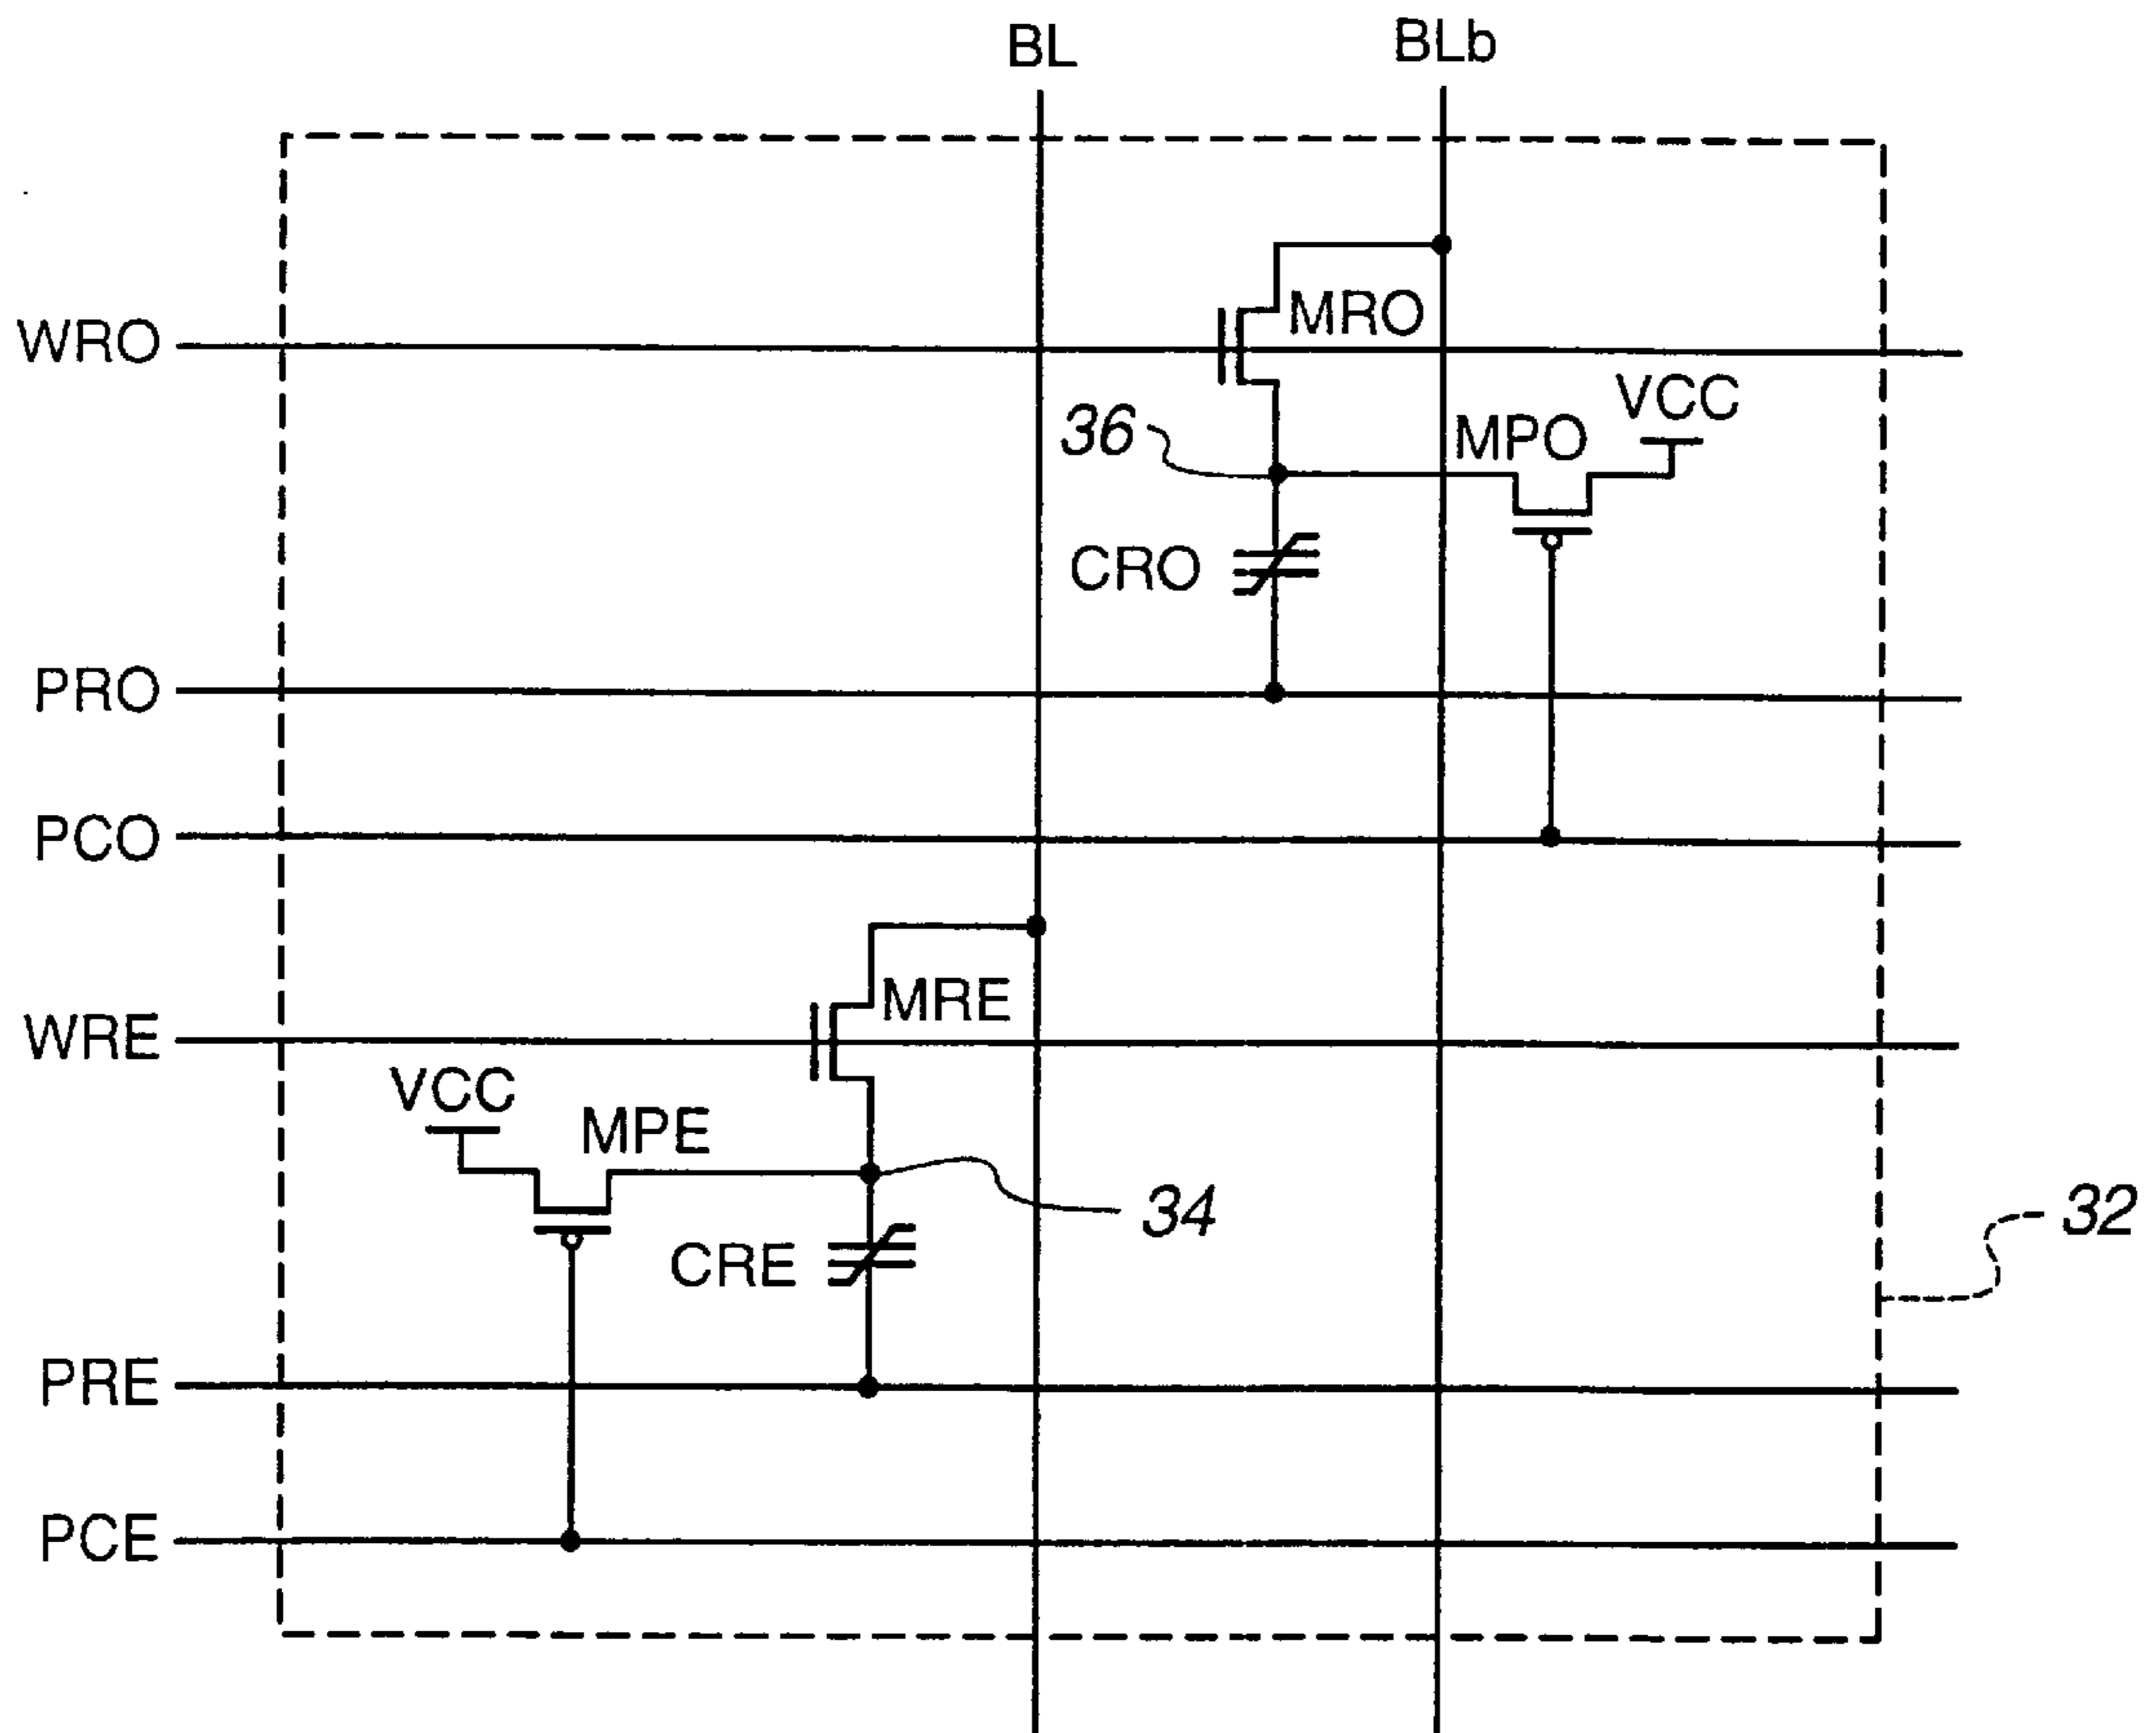 BL
BLb
WRO
MRO
VCC
36
MPO
CRO
PRO
PCO
MRE
WRE
VCC
MPE
34
32
CRE
PRE
PCE